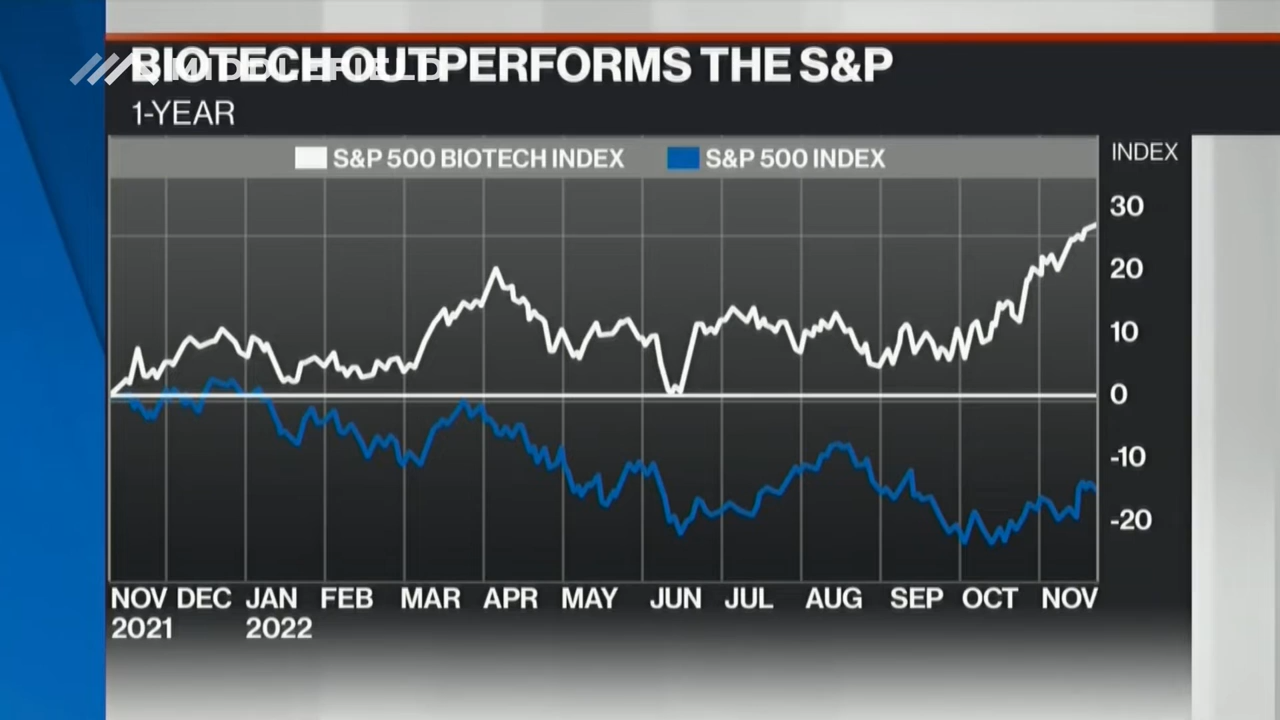 BIOTECH OUTPERFORMS THE S&P
MIDDLEFIELD
1-YEAR
S&P 500 BIOTECH INDEX
S&P 500 INDEX
INDEX
30
20
10
0
-10
-20
NOV DEC JAN FEB MAR APR MAY JUN JUL AUG SEP OCT NOV
2021 2022